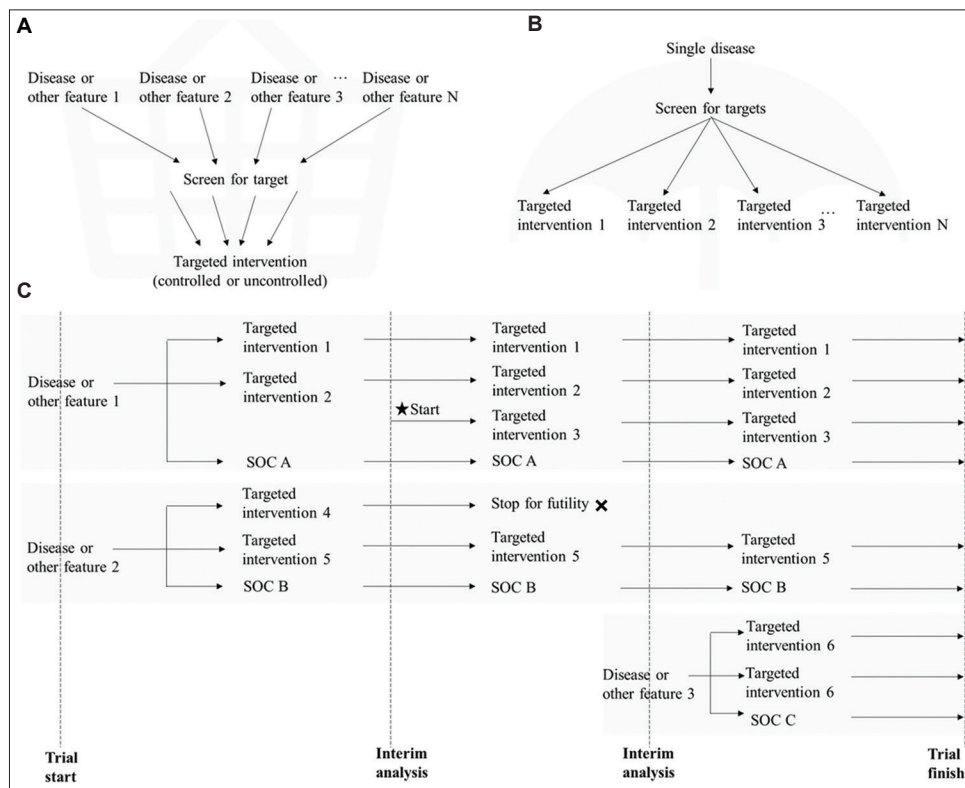 A
Disease or
other feature 1
Disease or
other feature 2
Disease or
other feature 3
...
Disease or
other feature N
Screen for target
Targeted intervention
(controlled or uncontrolled)
B
Single disease
Screen for targets
Targeted
intervention 1
Targeted
intervention 2
Targeted
intervention 3
...
Targeted
intervention N
C
Disease or
other feature 1
Targeted
intervention 1
Targeted
intervention 1
Targeted
intervention 1
Targeted
intervention 2
Targeted
intervention 2
Targeted
intervention 2
★Start
Targeted
intervention 3
Targeted
intervention 3
SOC A
SOC A
SOC A
Disease or
other feature 2
Targeted
intervention 4
Stop for futility ✖
Targeted
intervention 5
Targeted
intervention 5
Targeted
intervention 5
SOC B
SOC B
SOC B
Disease or
other feature 3
Targeted
intervention 6
Targeted
intervention 6
SOC C
Trial
start
Interim
analysis
Interim
analysis
Trial
finish